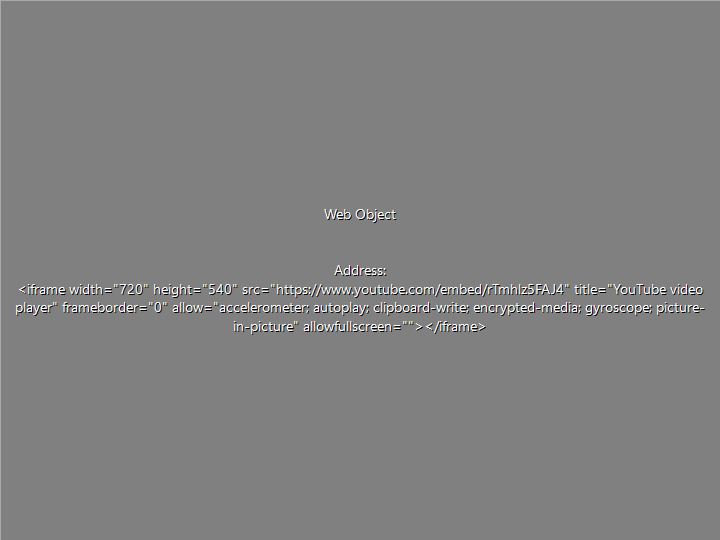 Web Object
Address:
<iframe width="720" height="540" src="https://www.youtube.com/embed/rTmhlz5FAJ4" title="YouTube video
player" frameborder="0" allow="accelerometer; autoplay; clipboard-write; encrypted-media; gyroscope; picture-
in-picture" allowfullscreen=""></iframe>